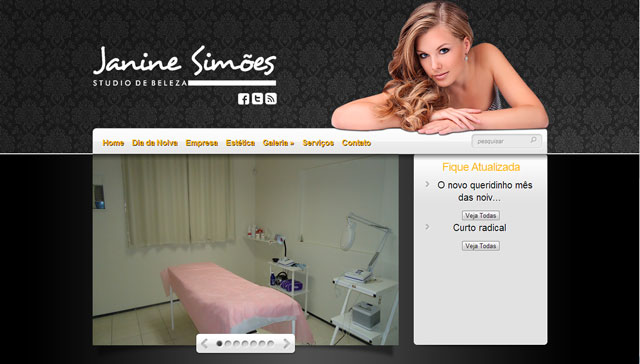 Janine Simões
STUDIO DE BELEZA
Home Dia da Noiva Empresa Estética Galeria » Serviços Contato
pesquisar
Fique Atualizada
O novo queridinho mês
das noiv...
Veja Todas
Curto radical
Veja Todas